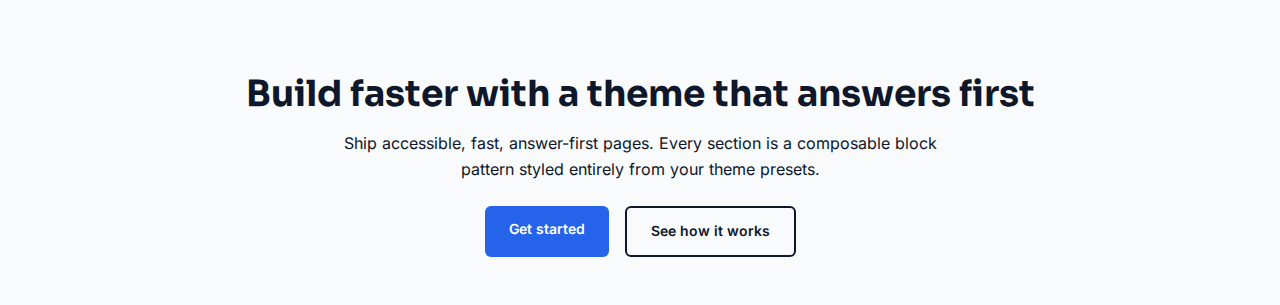 Build faster with a theme that answers first
Ship accessible, fast, answer-first pages. Every section is a composable block
pattern styled entirely from your theme presets.
Get started
See how it works